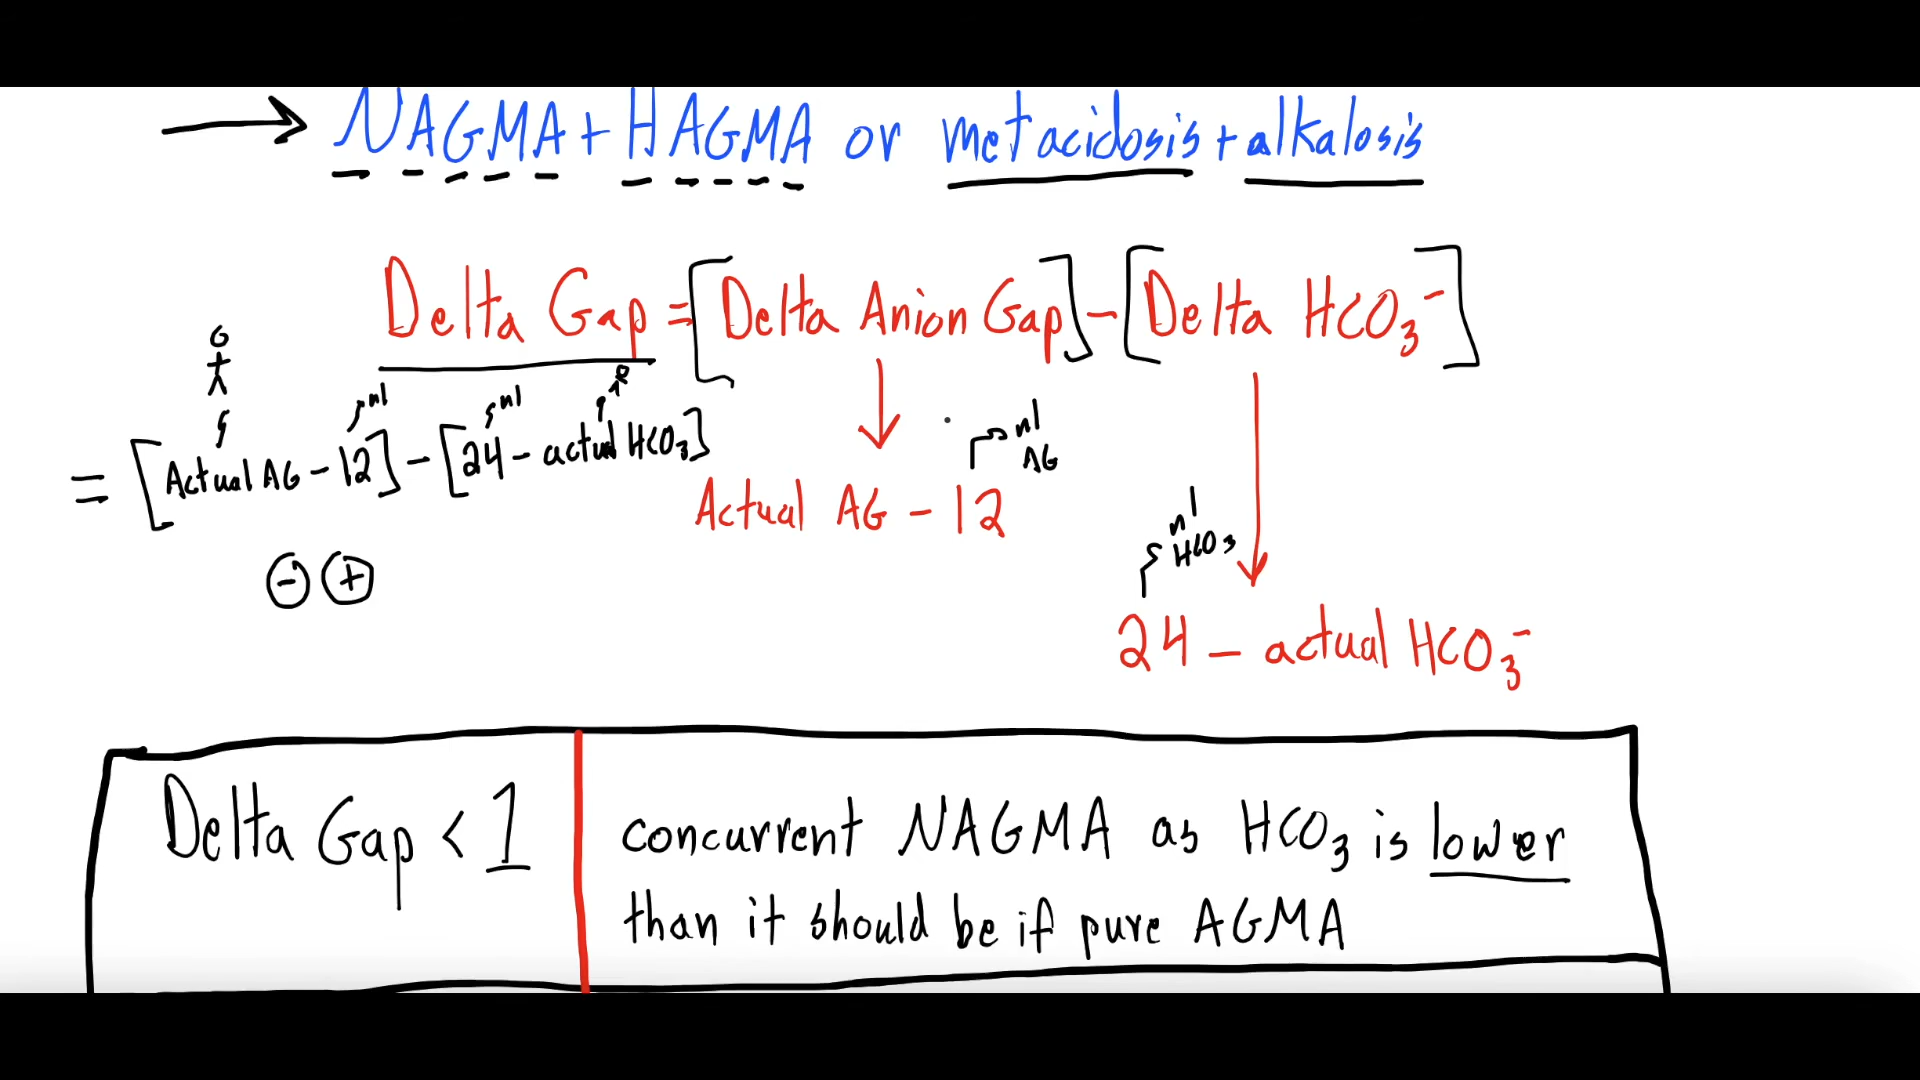 NAGMA + HAGMA or metacidosis + alkalosis
Delta Gap = [Delta Anion Gap] - [Delta HCO₃⁻]
nl nl
= [Actual AG - 12] - [24 - actual HCO₃]
nl
AG
Actual AG - 12
nl
HCO₃
- +
24 - actual HCO₃⁻
Delta Gap < 1
concurrent NAGMA as HCO₃ is lower
than it should be if pure AGMA